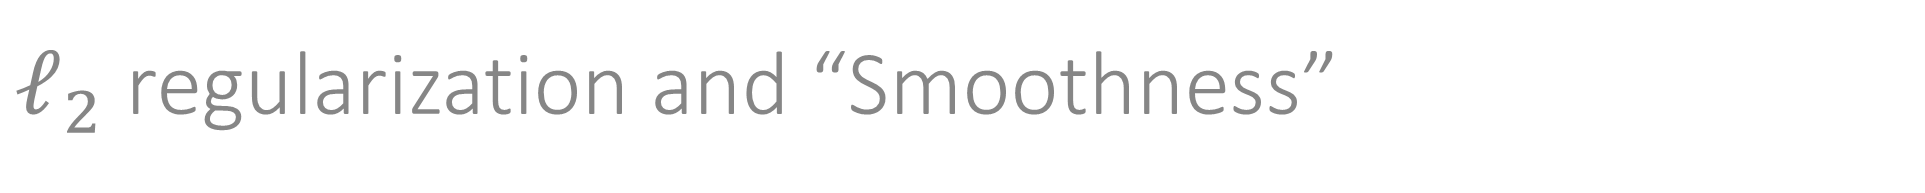 ℓ₂ regularization and “Smoothness”